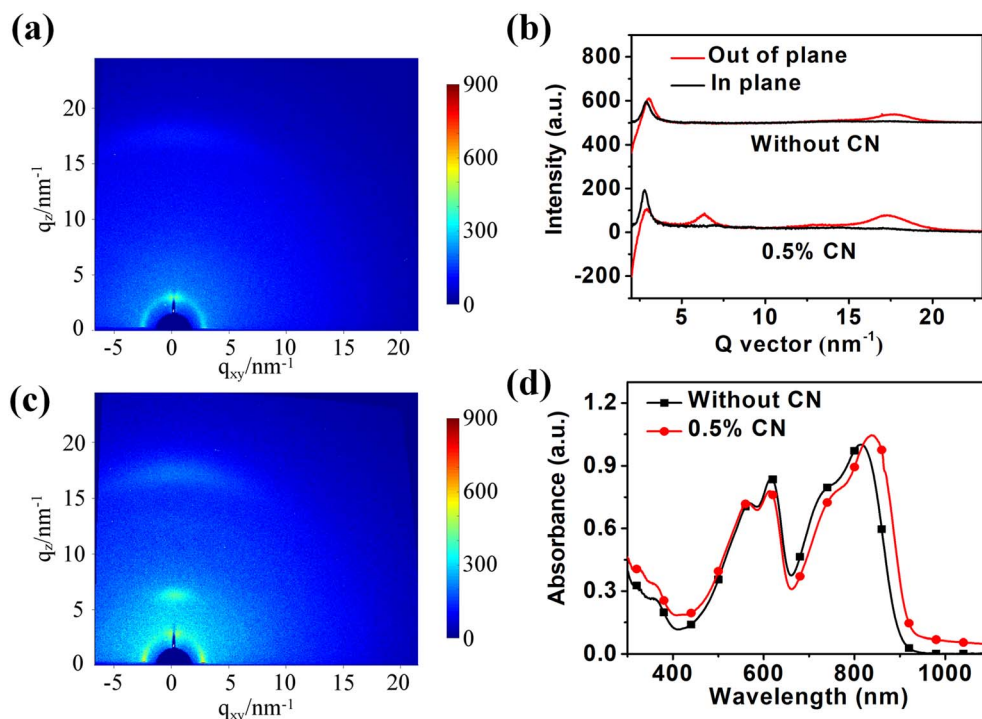 (a)
20
15
10
5
0
q_z/nm^-1
-5 0 5 10 15 20
q_xy/nm^-1
900
600
300
0
(b)
800
600
400
200
0
-200
Intensity (a.u.)
Out of plane
In plane
Without CN
0.5% CN
5 10 15 20
Q vector (nm^-1)
(c)
20
15
10
5
0
q_z/nm^-1
-5 0 5 10 15 20
q_xy/nm^-1
900
600
300
0
(d)
1.2
0.9
0.6
0.3
0.0
Absorbance (a.u.)
Without CN
0.5% CN
400 600 800 1000
Wavelength (nm)